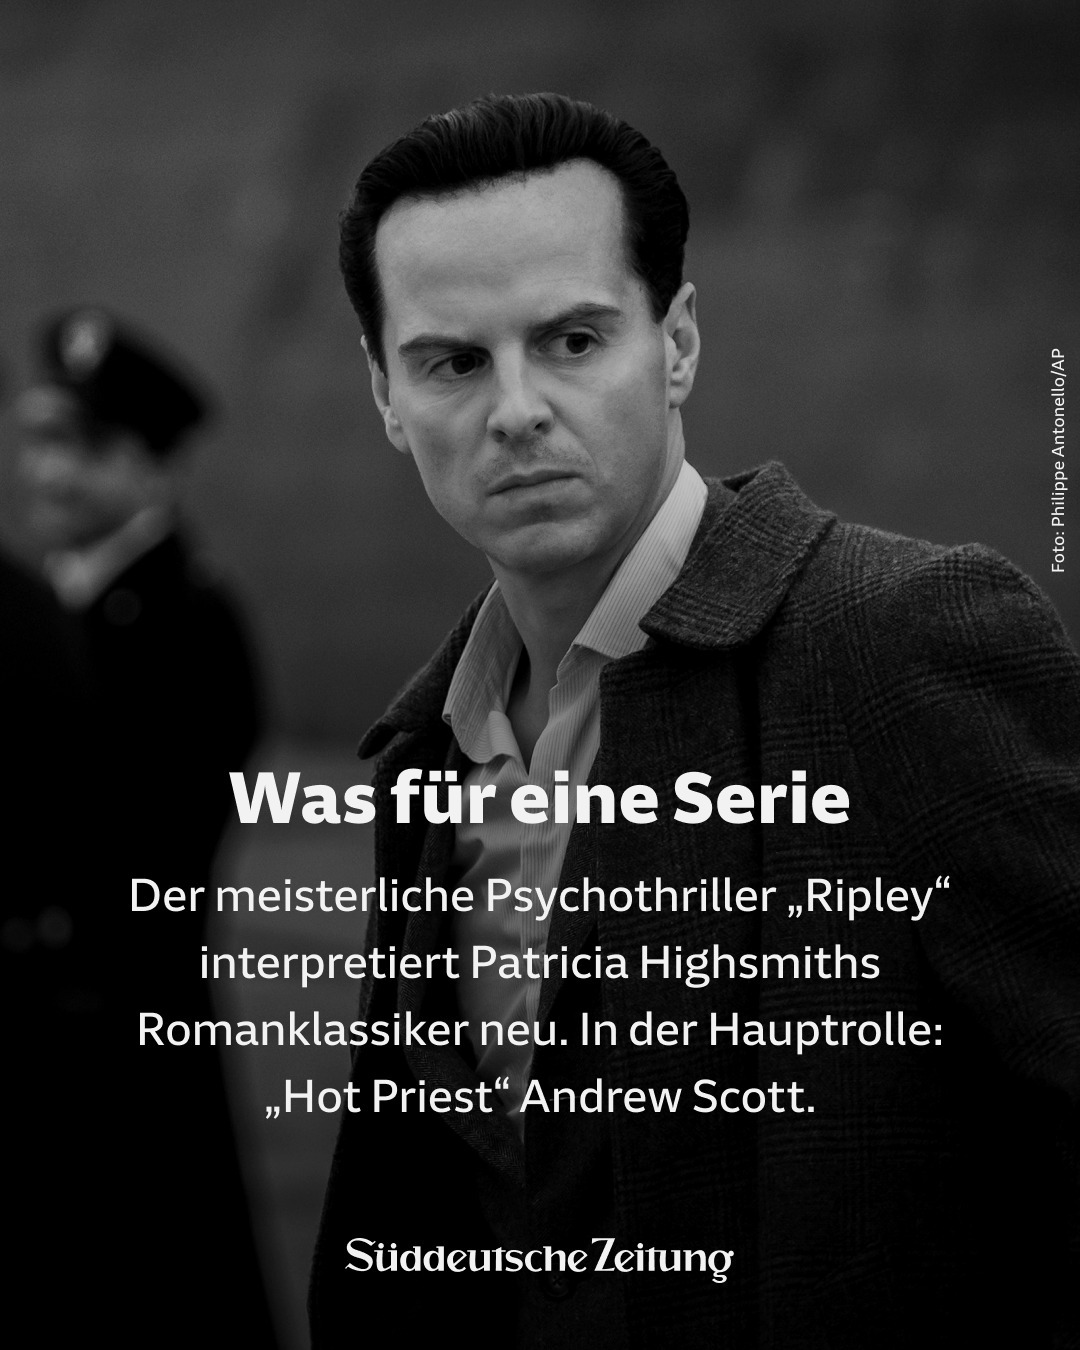 Foto: Philippe Antonello/AP
Was für eine Serie
Der meisterliche Psychothriller „Ripley“
interpretiert Patricia Highsmiths
Romanklassiker neu. In der Hauptrolle:
„Hot Priest“ Andrew Scott.
Süddeutsche Zeitung